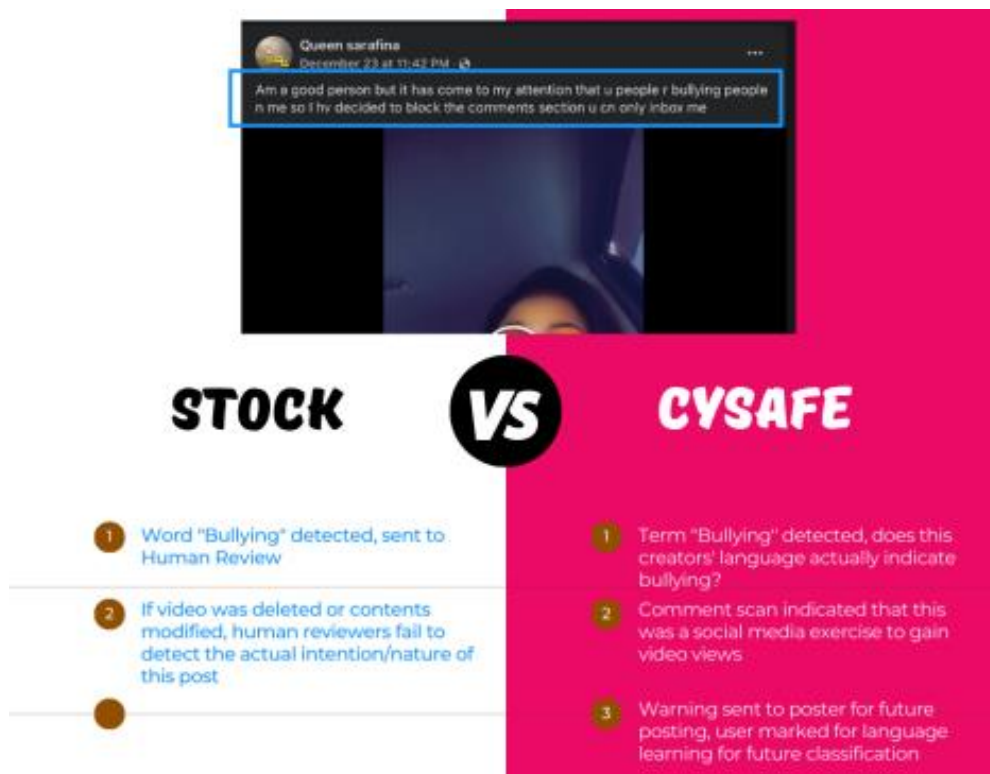 Queen sarafina
December 23 at 11:42 PM
Am a good person but it has come to my attention that u people r bullying people
n me so I hv decided to block the comments section u cn only inbox me
STOCK
VS
CYSAFE
1 Word "Bullying" detected, sent to
Human Review
2 If video was deleted or contents
modified, human reviewers fail to
detect the actual intention/nature of
this post
1 Term "Bullying" detected, does this
creators' language actually indicate
bullying?
2 Comment scan indicated that this
was a social media exercise to gain
video views
3 Warning sent to poster for future
posting, user marked for language
learning for future classification